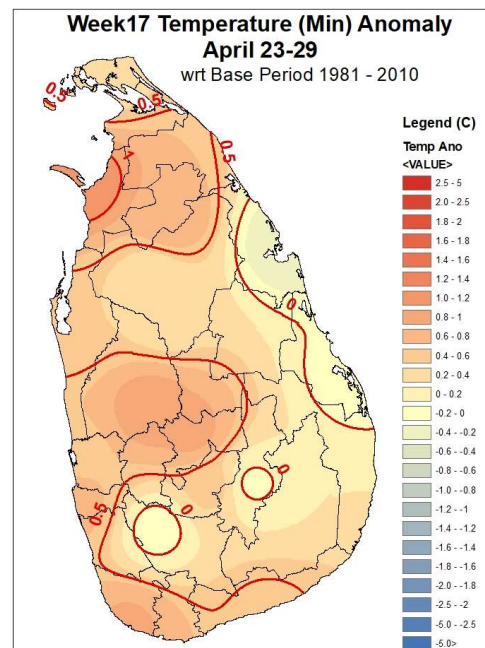 Week17 Temperature (Min) Anomaly
April 23-29
wrt Base Period 1981 - 2010
0.5
0.5
0.5
1
0
0
0
0.5
Legend (C)
Temp Ano
<VALUE>
2.5 - 5
2.0 - 2.5
1.8 - 2
1.6 - 1.8
1.4 - 1.6
1.2 - 1.4
1.0 - 1.2
0.8 - 1
0.6 - 0.8
0.4 - 0.6
0.2 - 0.4
0 - 0.2
-0.2 - 0
-0.4 - -0.2
-0.6 - -0.4
-0.8 - -0.6
-1.0 - -0.8
-1.2 - -1
-1.4 - -1.2
-1.6 - -1.4
-1.8 - -1.6
-2.0 - -1.8
-2.5 - -2
-5.0 - -2.5
-5.0>